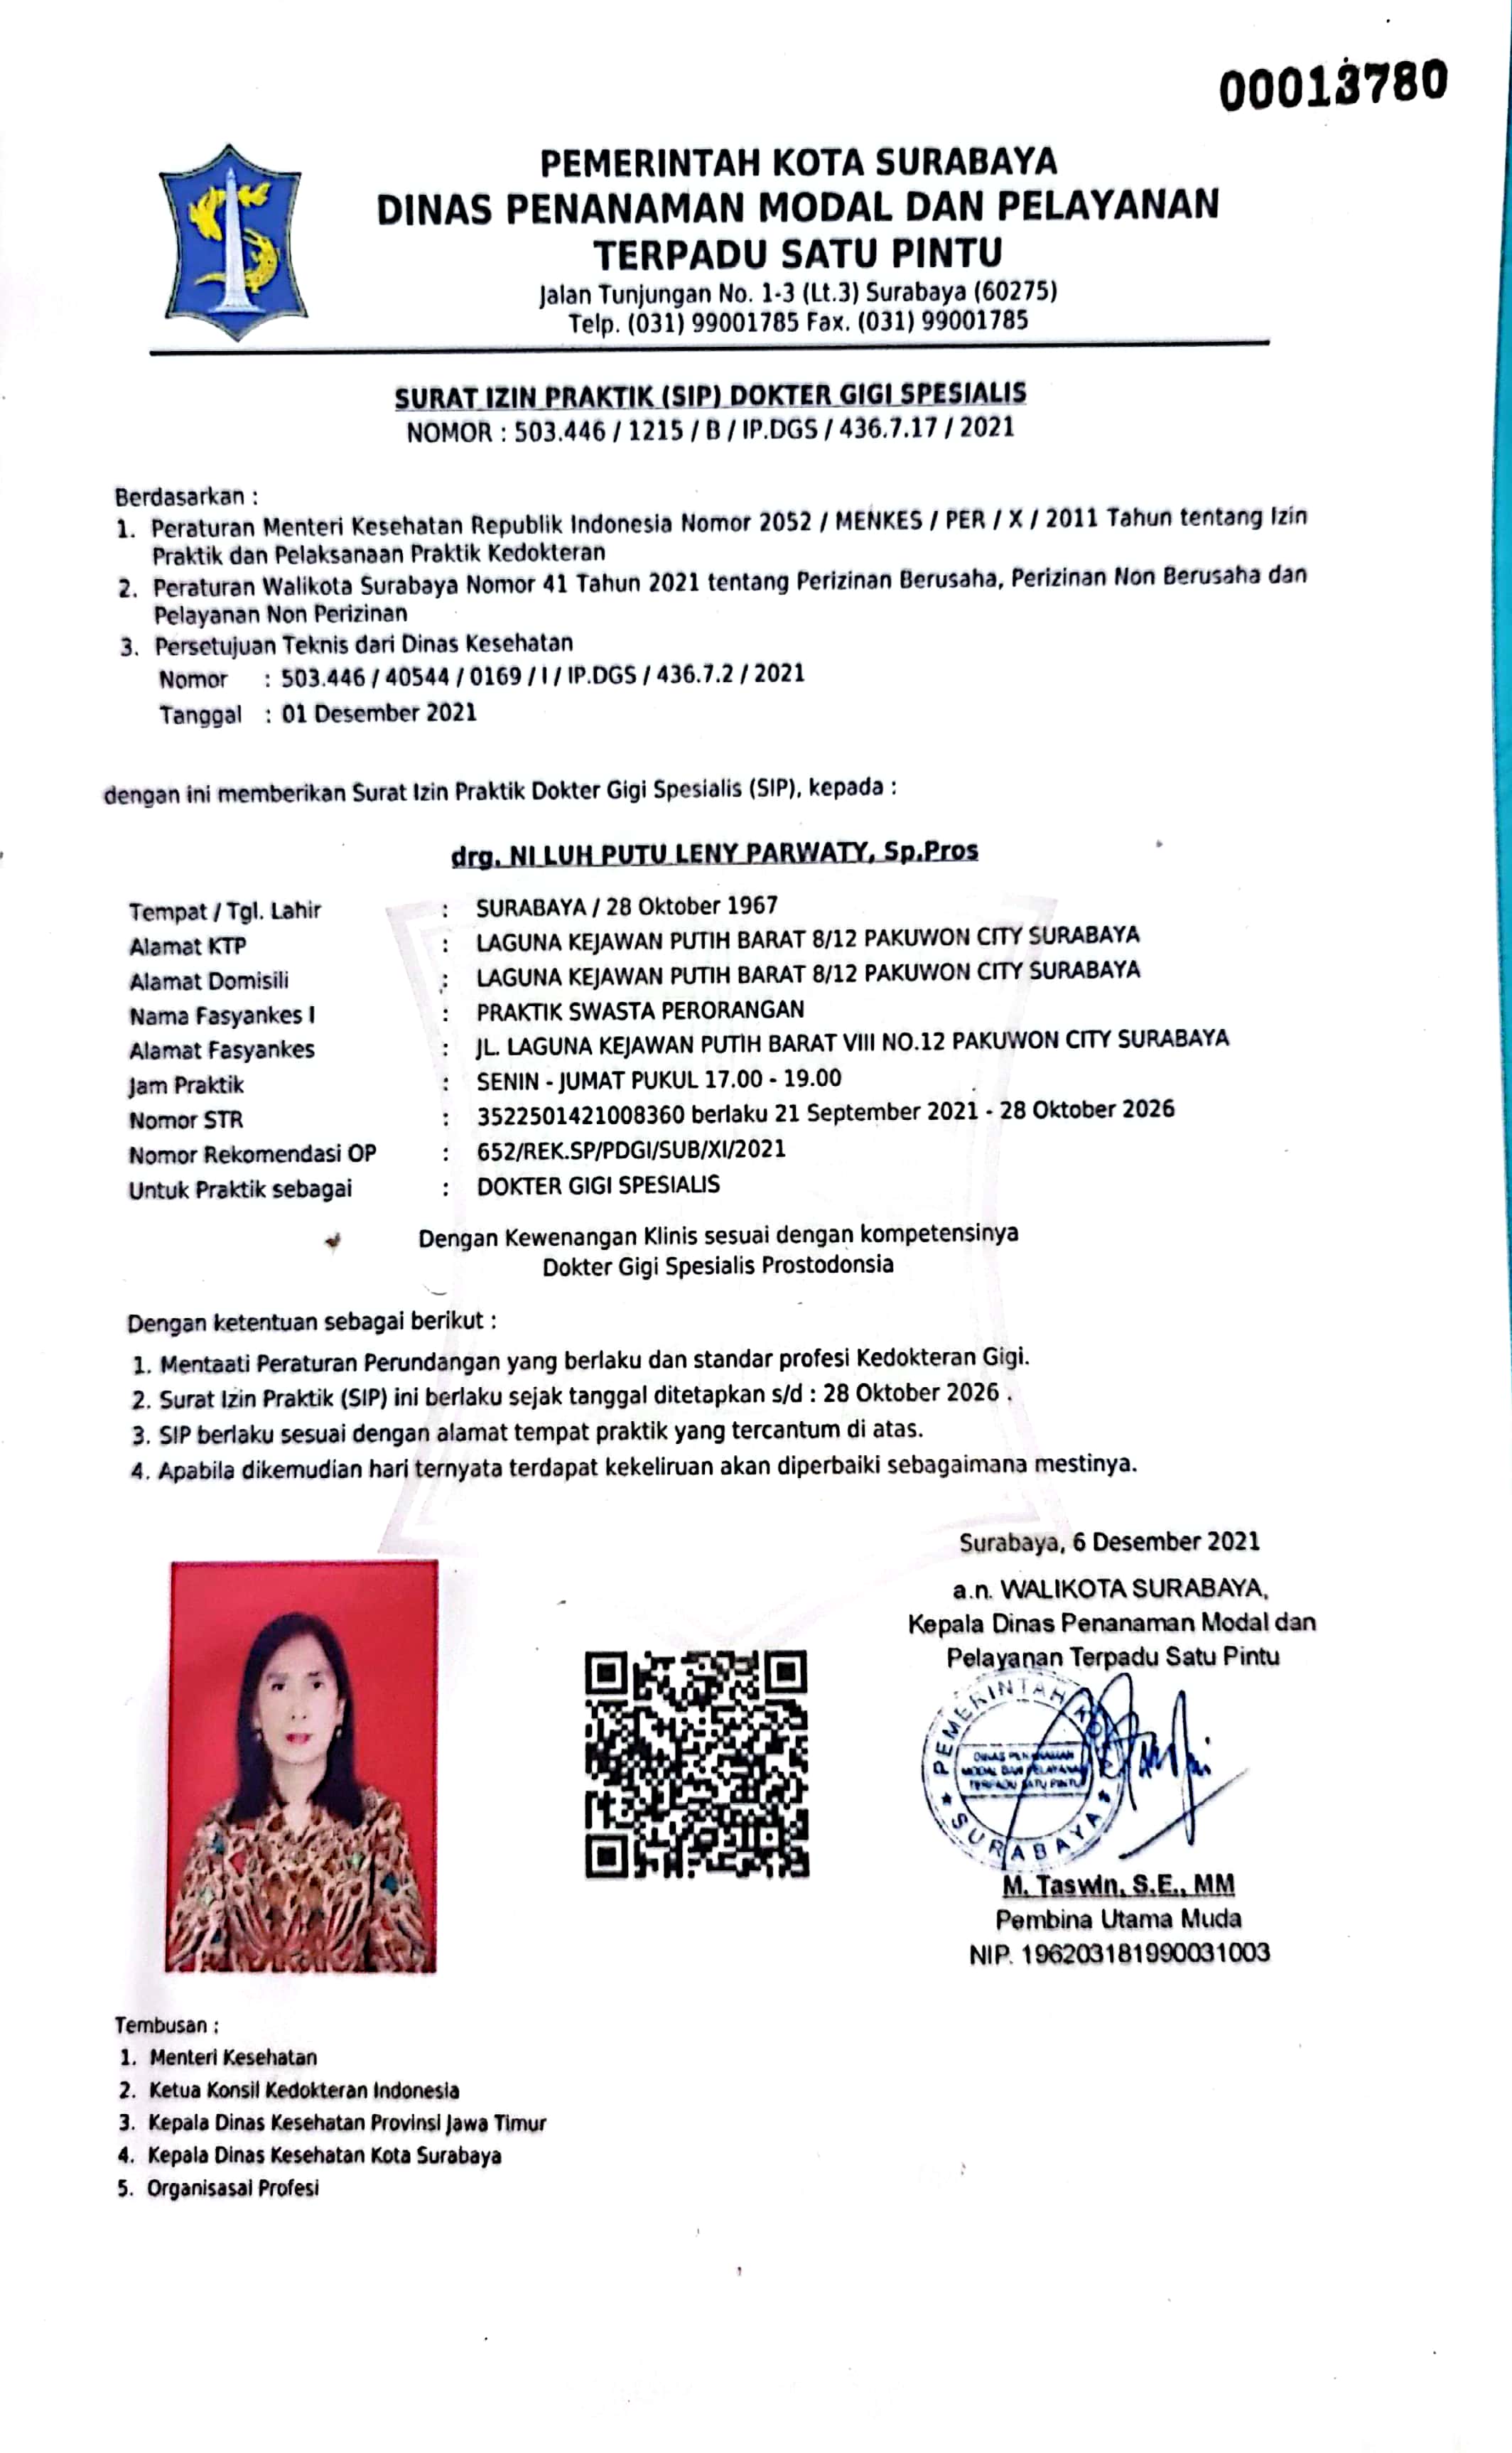 00013780
PEMERINTAH KOTA SURABAYA
DINAS PENANAMAN MODAL DAN PELAYANAN
TERPADU SATU PINTU
Jalan Tunjungan No. 1-3 (Lt.3) Surabaya (60275)
Telp. (031) 99001785 Fax. (031) 99001785
SURAT IZIN PRAKTIK (SIP) DOKTER GIGI SPESIALIS
NOMOR : 503.446 / 1215 / B / IP.DGS / 436.7.17 / 2021
Berdasarkan :
1. Peraturan Menteri Kesehatan Republik Indonesia Nomor 2052 / MENKES / PER / X / 2011 Tahun tentang Izin
Praktik dan Pelaksanaan Praktik Kedokteran
2. Peraturan Walikota Surabaya Nomor 41 Tahun 2021 tentang Perizinan Berusaha, Perizinan Non Berusaha dan
Pelayanan Non Perizinan
3. Persetujuan Teknis dari Dinas Kesehatan
Nomor : 503.446 / 40544 / 0169 / I / IP.DGS / 436.7.2 / 2021
Tanggal : 01 Desember 2021
dengan ini memberikan Surat Izin Praktik Dokter Gigi Spesialis (SIP), kepada :
drg. NI LUH PUTU LENY PARWATY, Sp.Pros
Tempat / Tgl. Lahir : SURABAYA / 28 Oktober 1967
Alamat KTP : LAGUNA KEJAWAN PUTIH BARAT 8/12 PAKUWON CITY SURABAYA
Alamat Domisili : LAGUNA KEJAWAN PUTIH BARAT 8/12 PAKUWON CITY SURABAYA
Nama Fasyankes I : PRAKTIK SWASTA PERORANGAN
Alamat Fasyankes : JL. LAGUNA KEJAWAN PUTIH BARAT VIII NO.12 PAKUWON CITY SURABAYA
Jam Praktik : SENIN - JUMAT PUKUL 17.00 - 19.00
Nomor STR : 3522501421008360 berlaku 21 September 2021 - 28 Oktober 2026
Nomor Rekomendasi OP : 652/REK.SP/PDGI/SUB/XI/2021
Untuk Praktik sebagai : DOKTER GIGI SPESIALIS
Dengan Kewenangan Klinis sesuai dengan kompetensinya
Dokter Gigi Spesialis Prostodonsia
Dengan ketentuan sebagai berikut :
1. Mentaati Peraturan Perundangan yang berlaku dan standar profesi Kedokteran Gigi.
2. Surat Izin Praktik (SIP) ini berlaku sejak tanggal ditetapkan s/d : 28 Oktober 2026 .
3. SIP berlaku sesuai dengan alamat tempat praktik yang tercantum di atas.
4. Apabila dikemudian hari ternyata terdapat kekeliruan akan diperbaiki sebagaimana mestinya.
Surabaya, 6 Desember 2021
a.n. WALIKOTA SURABAYA,
Kepala Dinas Penanaman Modal dan
Pelayanan Terpadu Satu Pintu
PEMERINTAH KOTA
DINAS PENANAMAN
MODAL DAN PELAYANAN
TERPADU SATU PINTU
SURABAYA
M. Taswin, S.E., MM
Pembina Utama Muda
NIP. 196203181990031003
Tembusan :
1. Menteri Kesehatan
2. Ketua Konsil Kedokteran Indonesia
3. Kepala Dinas Kesehatan Provinsi Jawa Timur
4. Kepala Dinas Kesehatan Kota Surabaya
5. Organisasai Profesi